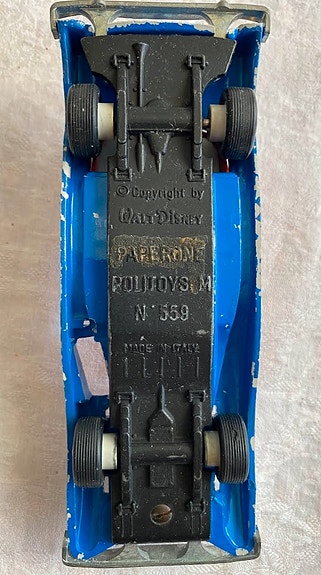 © Copyright by
WALT DISNEY
PAPERONE
POLITOYS M
N° 559
MADE IN ITALY